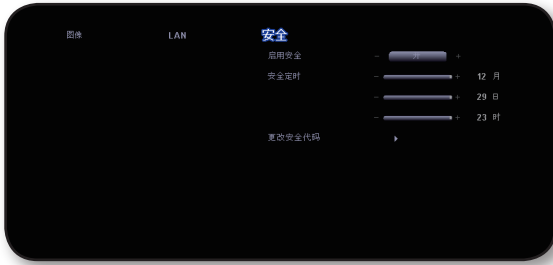 图像 LAN 安全
启用安全 - 开 +
安全定时 - + 12 月
- + 29 日
- + 23 时
更改安全代码